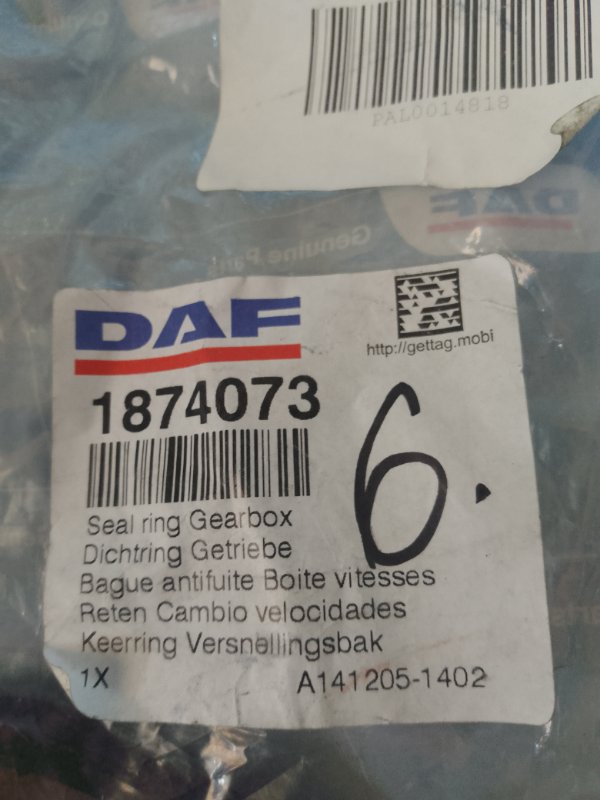 PAL0014818
DAF
Genuine Parts
DAF
http://gettag.mobi
1874073
6.
Seal ring Gearbox
Dichtring Getriebe
Bague antifuite Boite vitesses
Reten Cambio velocidades
Keerring Versnellingsbak
1X A141205-1402